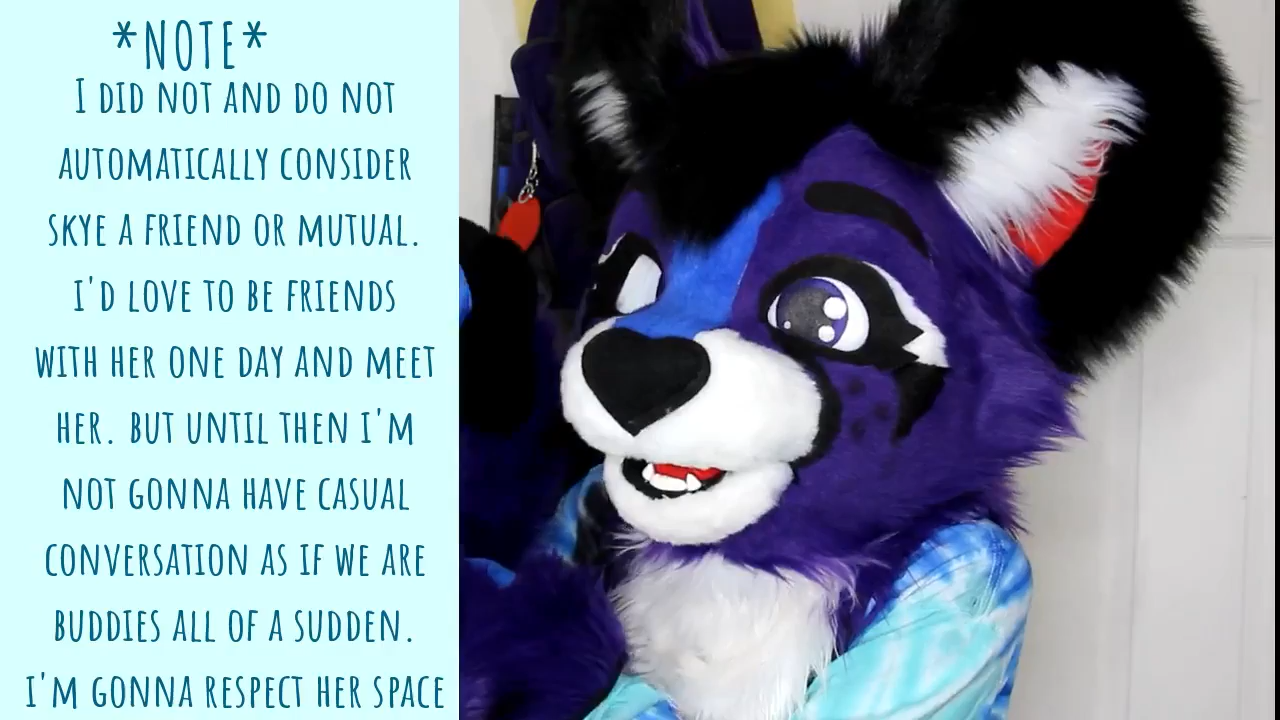 *NOTE*
I DID NOT AND DO NOT
AUTOMATICALLY CONSIDER
SKYE A FRIEND OR MUTUAL.
I'D LOVE TO BE FRIENDS
WITH HER ONE DAY AND MEET
HER. BUT UNTIL THEN I'M
NOT GONNA HAVE CASUAL
CONVERSATION AS IF WE ARE
BUDDIES ALL OF A SUDDEN.
I'M GONNA RESPECT HER SPACE